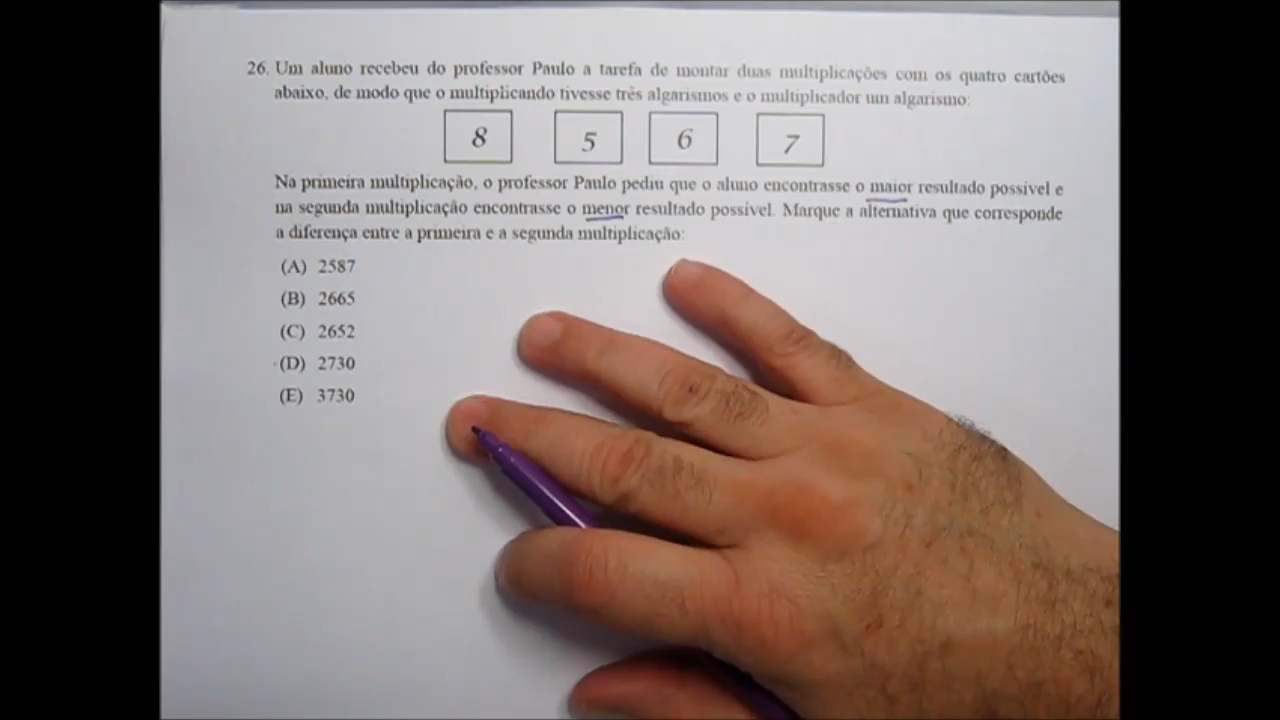 26. Um aluno recebeu do professor Paulo a tarefa de montar duas multiplicações com os quatro cartões
abaixo, de modo que o multiplicando tivesse três algarismos e o multiplicador um algarismo:
8 5 6 7
Na primeira multiplicação, o professor Paulo pediu que o aluno encontrasse o maior resultado possível e
na segunda multiplicação encontrasse o menor resultado possível. Marque a alternativa que corresponde
a diferença entre a primeira e a segunda multiplicação:
(A) 2587
(B) 2665
(C) 2652
(D) 2730
(E) 3730